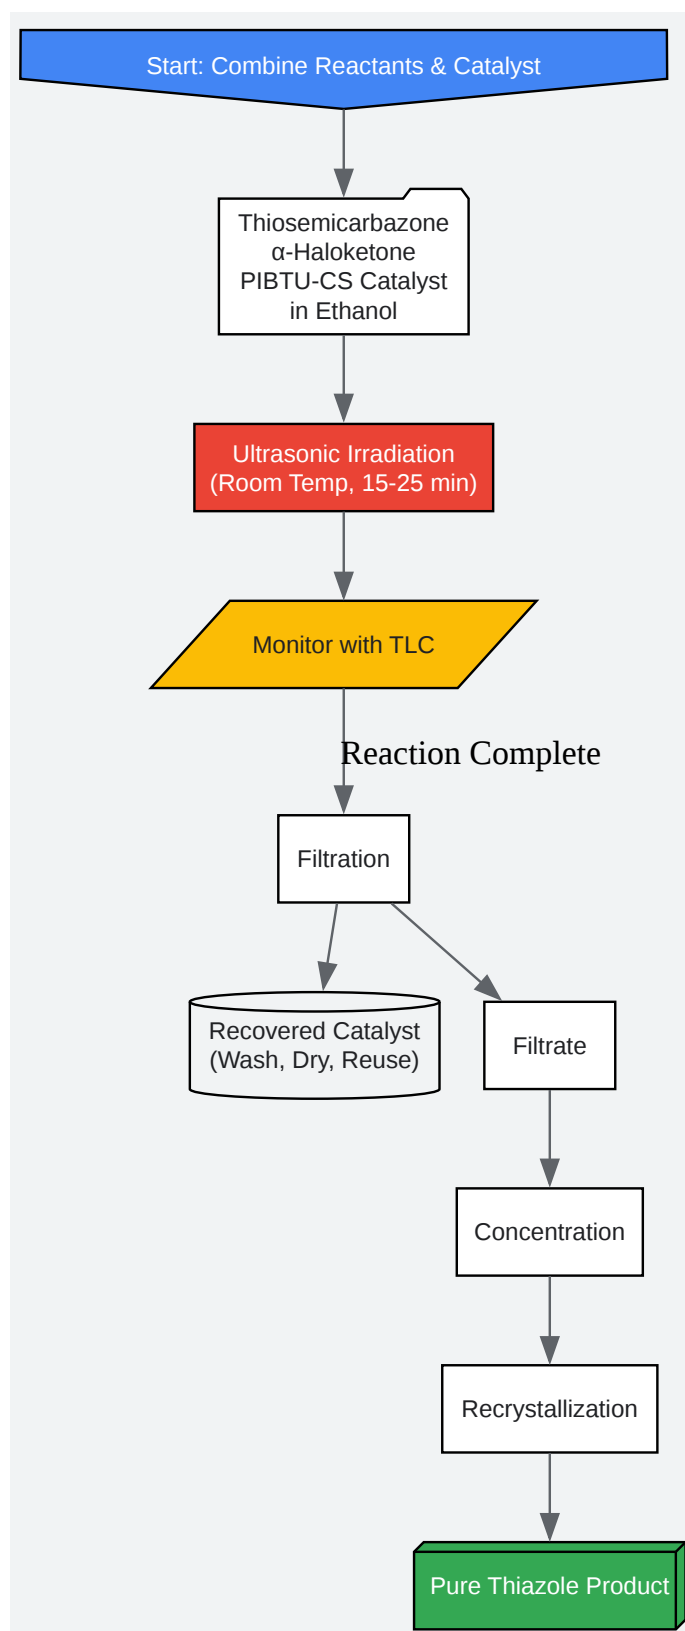 Start: Combine Reactants & Catalyst
Thiosemicarbazone
α-Haloketone
PIBTU-CS Catalyst
in Ethanol
Ultrasonic Irradiation
(Room Temp, 15-25 min)
Monitor with TLC
Reaction Complete
Filtration
Recovered Catalyst
(Wash, Dry, Reuse)
Filtrate
Concentration
Recrystallization
Pure Thiazole Product